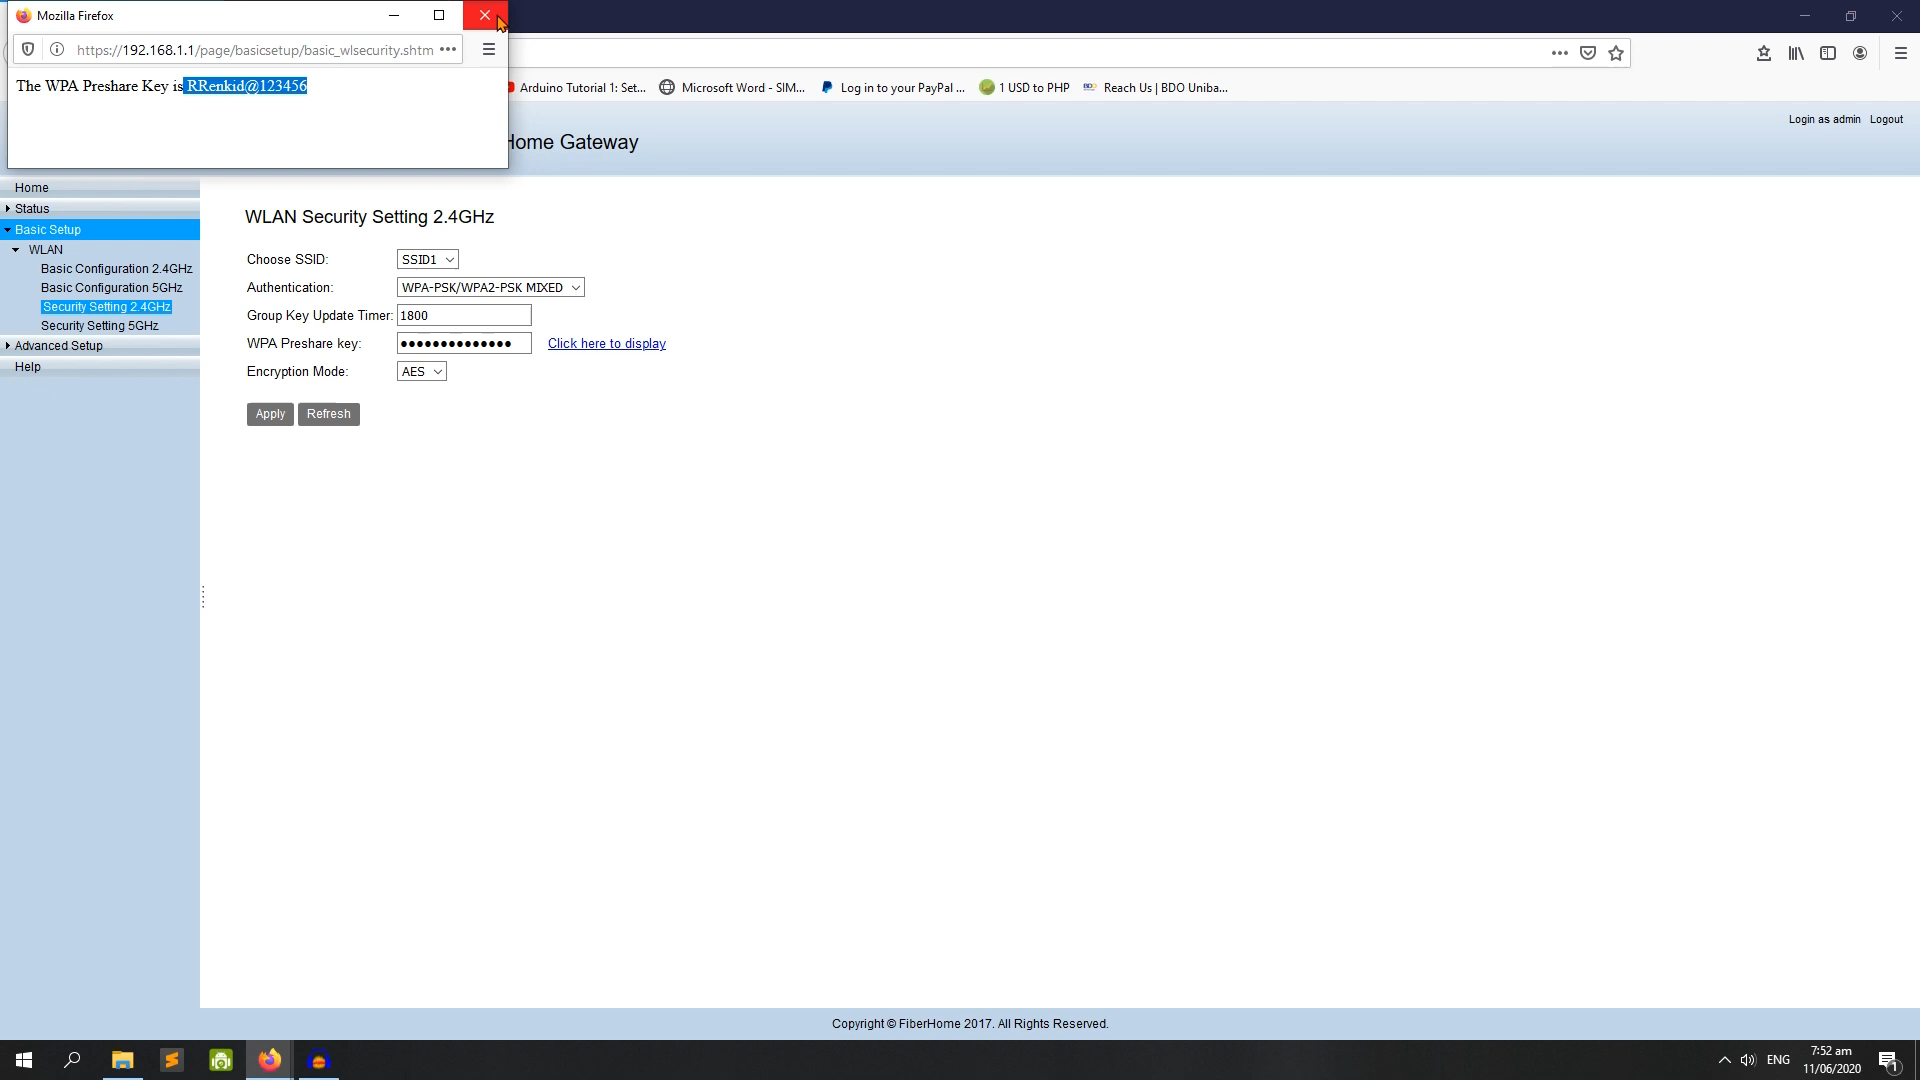 Mozilla Firefox
https://192.168.1.1/page/basicsetup/basic_wlsecurity.shtm
The WPA Preshare Key is RRenkid@123456
Arduino Tutorial 1: Set... Microsoft Word - SIM... Log in to your PayPal ... 1 USD to PHP BDO Reach Us | BDO Uniba...
Login as admin Logout
Home Gateway
Home
Status
Basic Setup
WLAN
Basic Configuration 2.4GHz
Basic Configuration 5GHz
Security Setting 2.4GHz
Security Setting 5GHz
Advanced Setup
Help
WLAN Security Setting 2.4GHz
Choose SSID: SSID1
Authentication: WPA-PSK/WPA2-PSK MIXED
Group Key Update Timer: 1800
WPA Preshare key: •••••••••••••• Click here to display
Encryption Mode: AES
Apply Refresh
Copyright © FiberHome 2017. All Rights Reserved.
ENG
7:52 am
11/06/2020
1